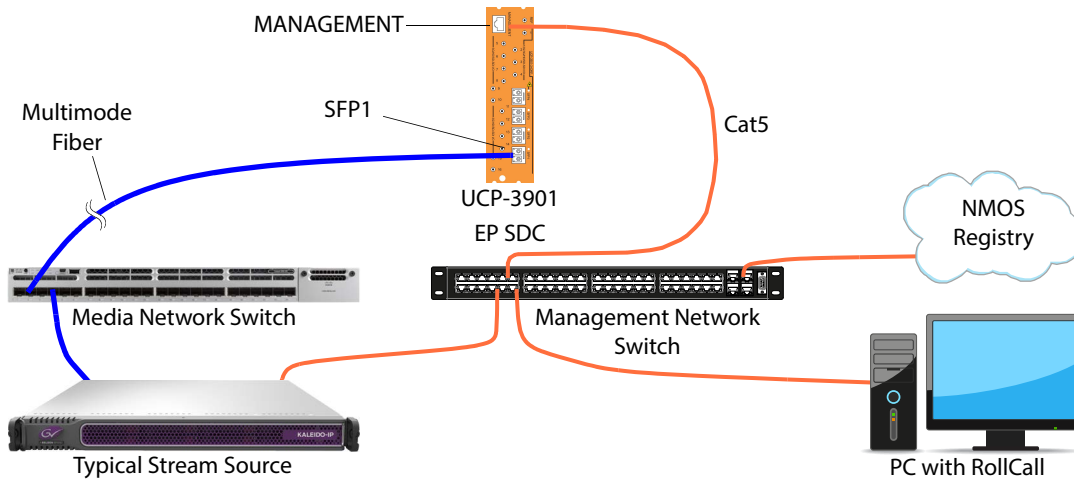 MANAGEMENT
SFP1
Multimode
Fiber
Cat5
UCP-3901
EP SDC
NMOS
Registry
Media Network Switch
Management Network
Switch
KALEIDO-IP
Typical Stream Source
PC with RollCall